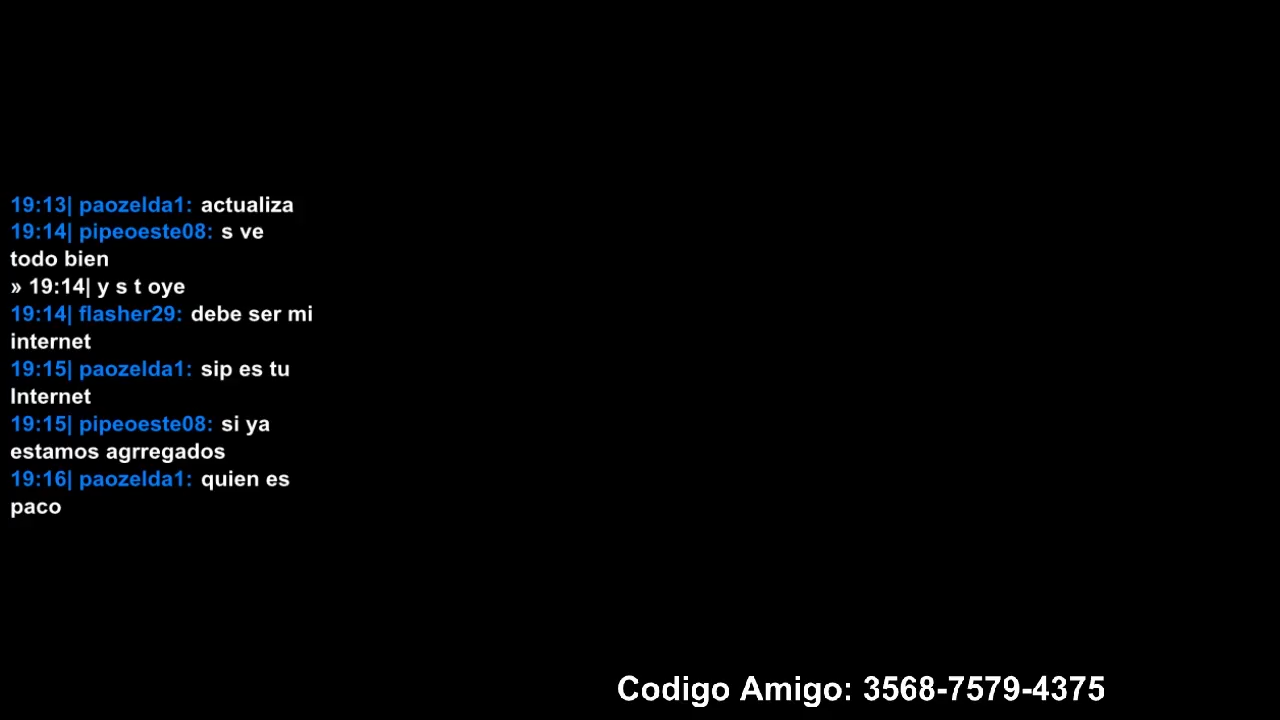 19:13| paozelda1: actualiza
19:14| pipeoeste08: s ve
todo bien
» 19:14| y s t oye
19:14| flasher29: debe ser mi
internet
19:15| paozelda1: sip es tu
Internet
19:15| pipeoeste08: si ya
estamos agrregados
19:16| paozelda1: quien es
paco
Codigo Amigo: 3568-7579-4375